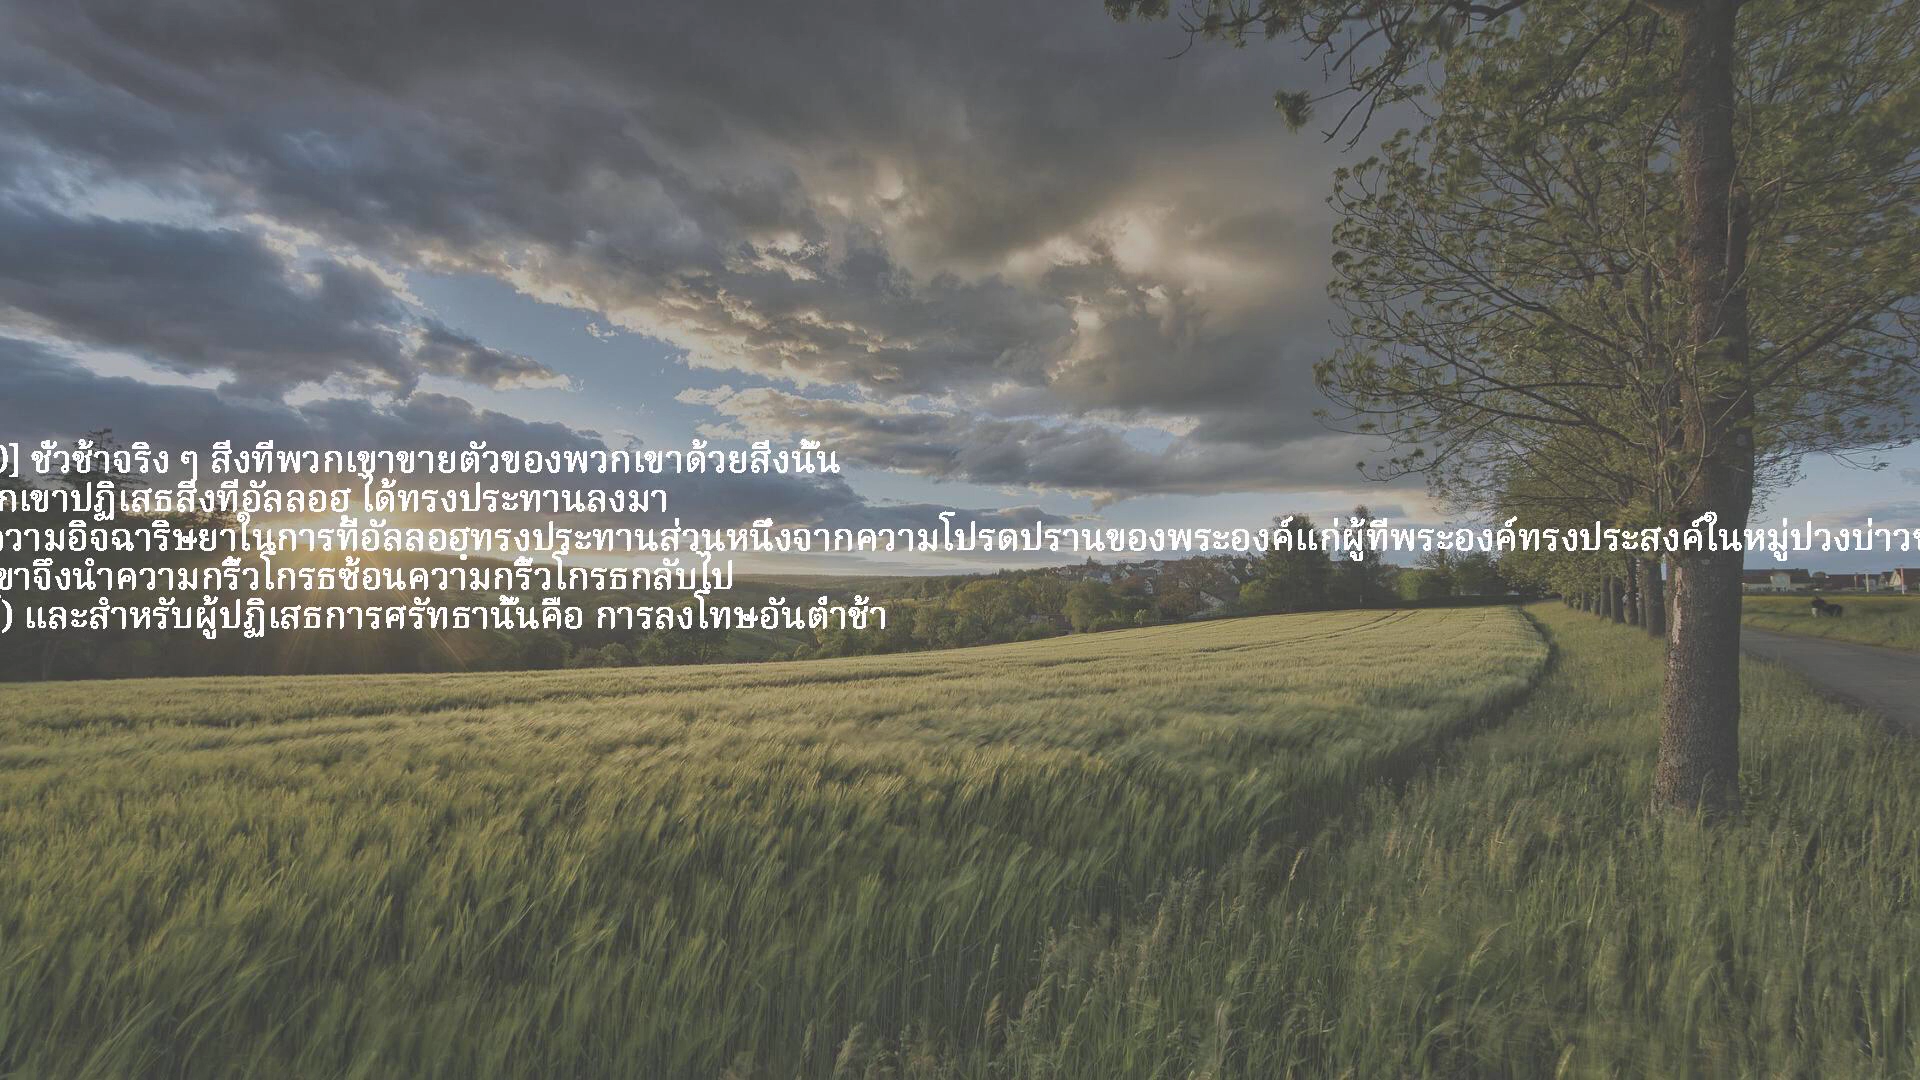 ] ชั่วช้าจริง ๆ สิ่งที่พวกเขาขายตัวของพวกเขาด้วยสิ่งนั้น
กเขาปฏิเสธสิ่งที่อัลลอฮฺ ได้ทรงประทานลงมา
ความอิจฉาริษยาในการที่อัลลอฮฺทรงประทานส่วนหนึ่งจากความโปรดปรานของพระองค์แก่ผู้ที่พระองค์ทรงประสงค์ในหมู่ปวงบ่าว
ขาจึงนำความกริ้วโกรธซ้อนความกริ้วโกรธกลับไป
) และสำหรับผู้ปฏิเสธการศรัทธานั้นคือ การลงโทษอันต่ำช้า